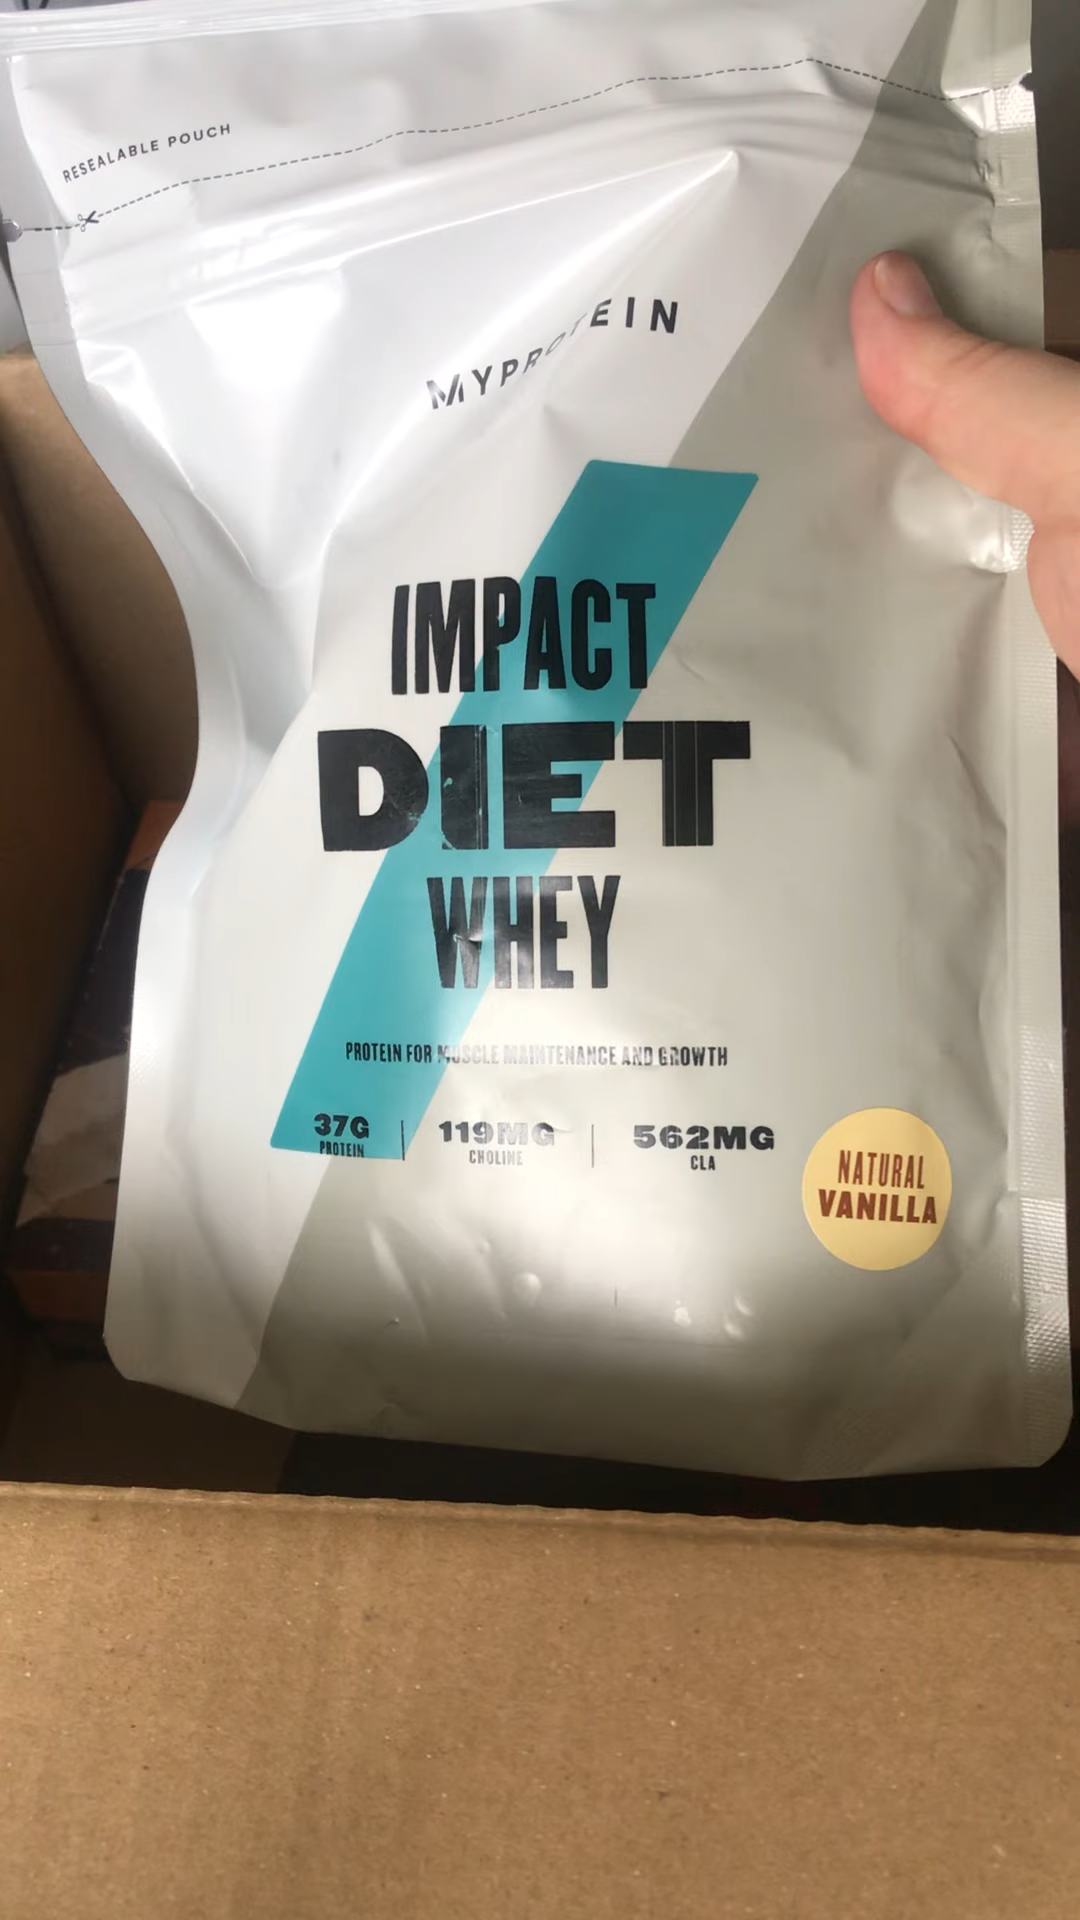 RESEALABLE POUCH
MYPROTEIN
IMPACT
DIET
WHEY
PROTEIN FOR MUSCLE MAINTENANCE AND GROWTH
37G
PROTEIN
119MG
CHOLINE
562MG
CLA
NATURAL
VANILLA